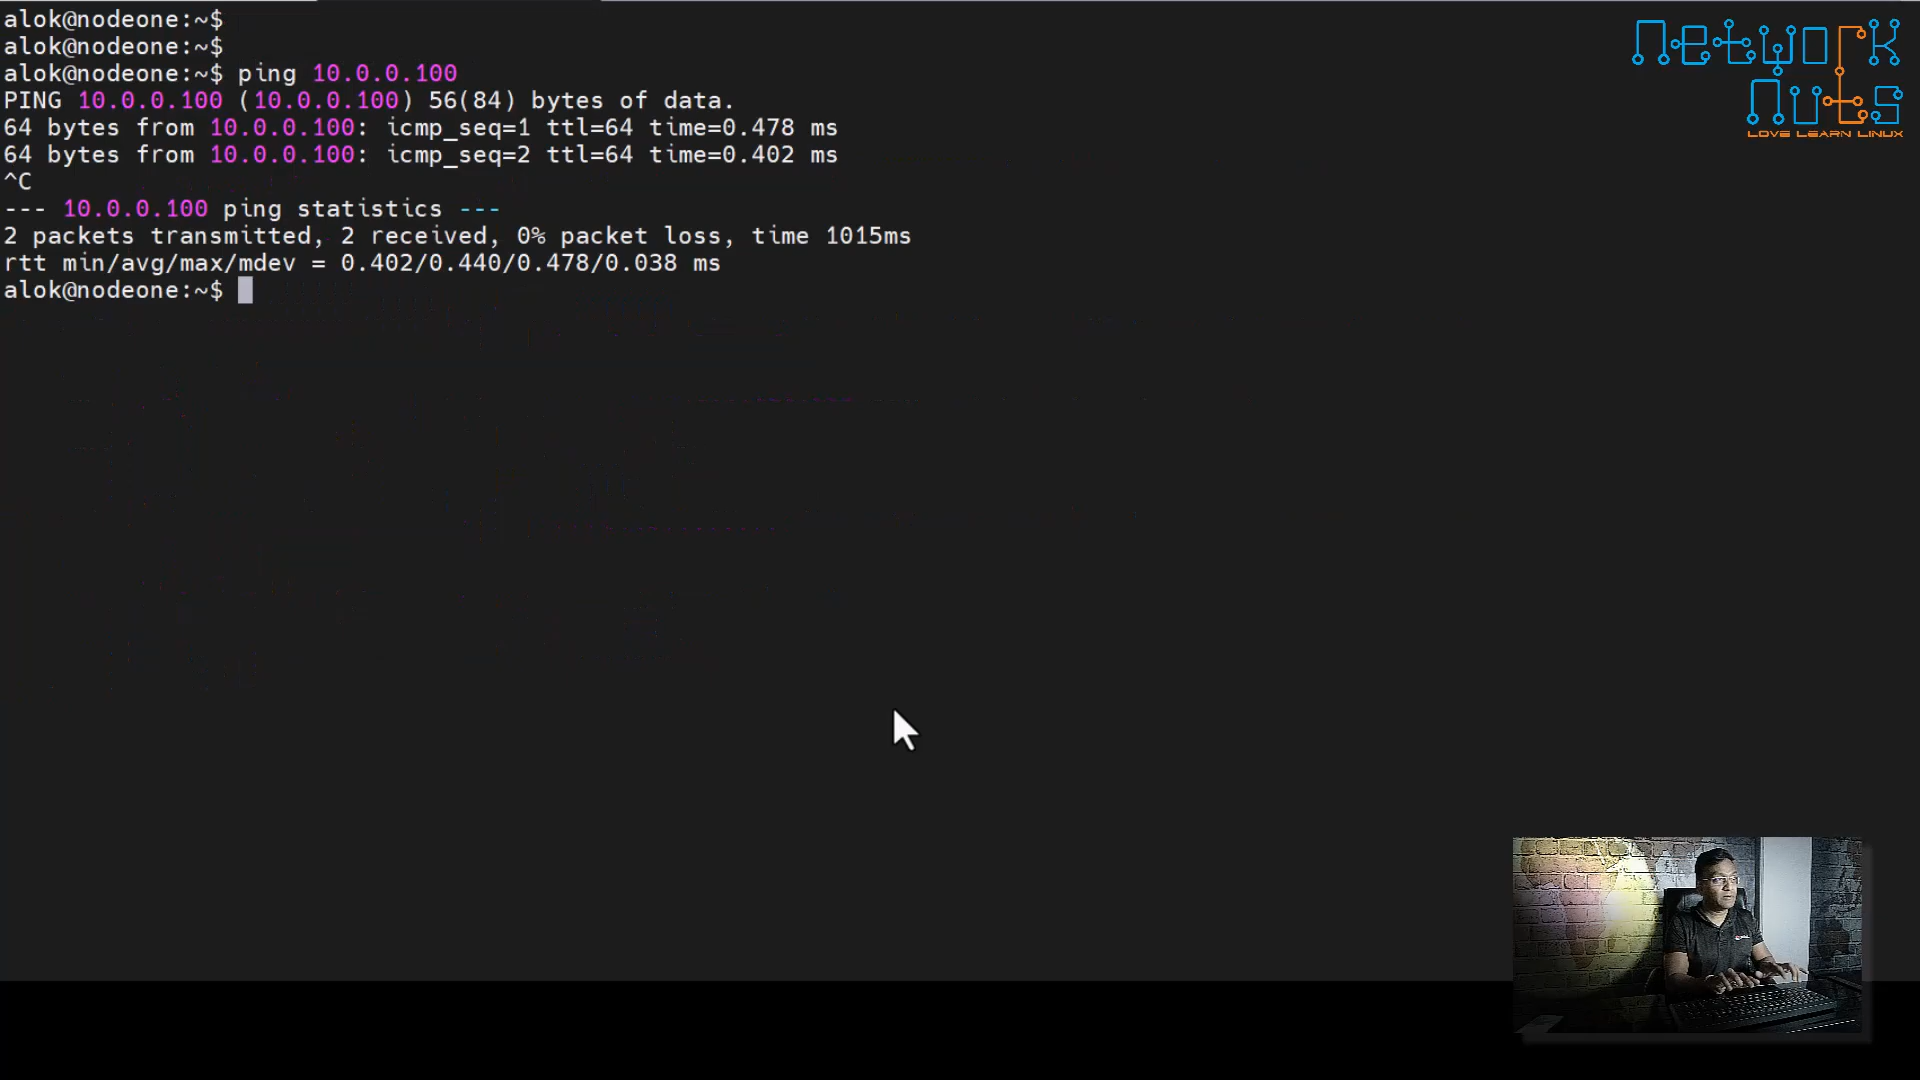 alok@nodeone:~$
alok@nodeone:~$
alok@nodeone:~$ ping 10.0.0.100
PING 10.0.0.100 (10.0.0.100) 56(84) bytes of data.
64 bytes from 10.0.0.100: icmp_seq=1 ttl=64 time=0.478 ms
64 bytes from 10.0.0.100: icmp_seq=2 ttl=64 time=0.402 ms
^C
--- 10.0.0.100 ping statistics ---
2 packets transmitted, 2 received, 0% packet loss, time 1015ms
rtt min/avg/max/mdev = 0.402/0.440/0.478/0.038 ms
alok@nodeone:~$
network
nuts
LOVE LEARN LINUX